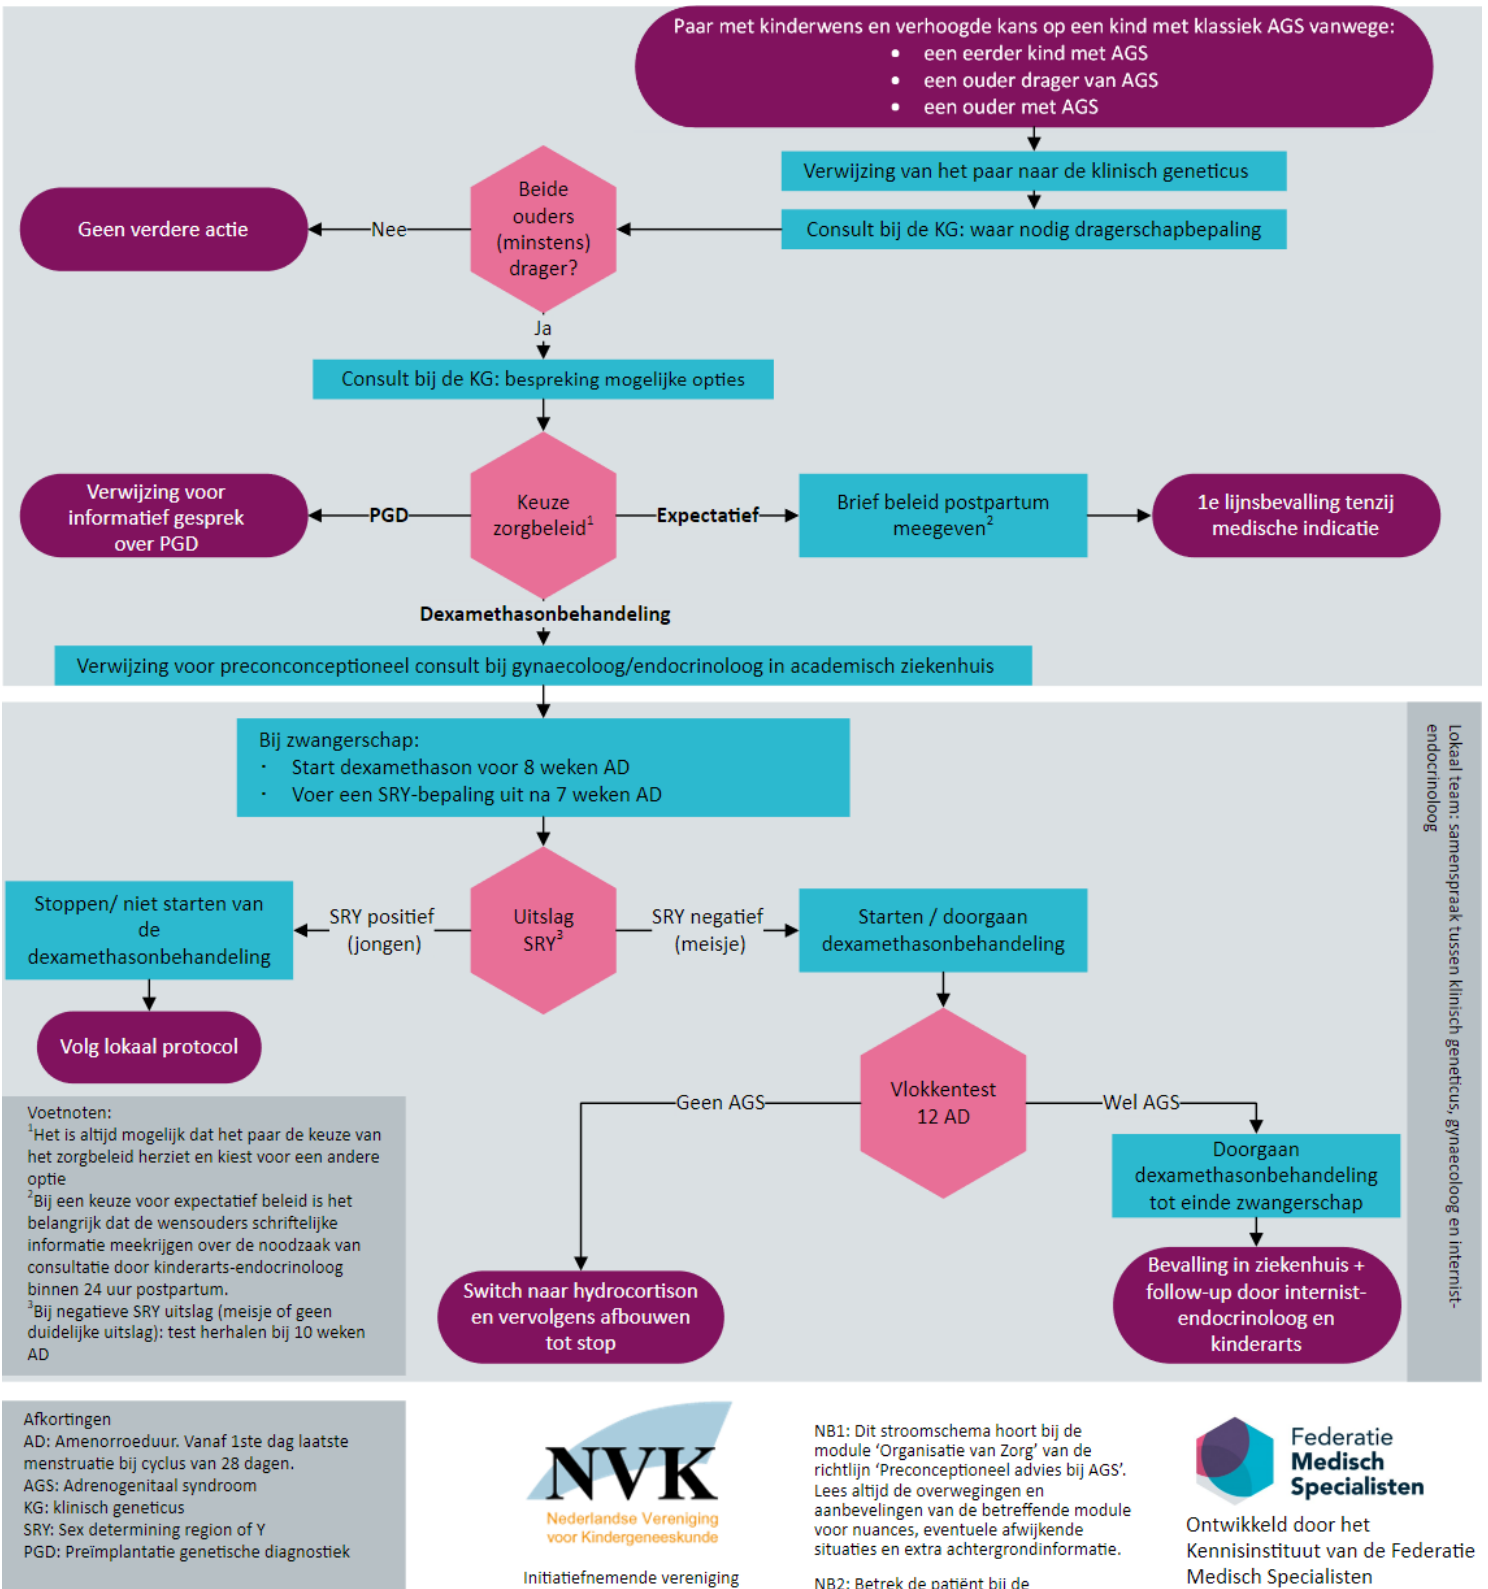 Paar met kinderwens en verhoogde kans op een kind met klassiek AGS vanwege:
• een eerder kind met AGS
• een ouder drager van AGS
• een ouder met AGS
Verwijzing van het paar naar de klinisch geneticus
Consult bij de KG: waar nodig dragerschapbepaling
Beide
ouders
(minstens)
drager?
Nee
Geen verdere actie
Ja
Consult bij de KG: bespreking mogelijke opties
Keuze
zorgbeleid1
PGD
Verwijzing voor
informatief gesprek
over PGD
Expectatief
Brief beleid postpartum
meegeven2
1e lijnsbevalling tenzij
medische indicatie
Dexamethasonbehandeling
Verwijzing voor preconconceptioneel consult bij gynaecoloog/endocrinoloog in academisch ziekenhuis
Lokaal team: samenspraak tussen klinisch geneticus, gynaecoloog en internist-
endocrinoloog
Bij zwangerschap:
· Start dexamethason voor 8 weken AD
· Voer een SRY-bepaling uit na 7 weken AD
Uitslag
SRY3
SRY positief
(jongen)
Stoppen/ niet starten van
de
dexamethasonbehandeling
Volg lokaal protocol
SRY negatief
(meisje)
Starten / doorgaan
dexamethasonbehandeling
Vlokkentest
12 AD
Geen AGS
Switch naar hydrocortison
en vervolgens afbouwen
tot stop
Wel AGS
Doorgaan
dexamethasonbehandeling
tot einde zwangerschap
Bevalling in ziekenhuis +
follow-up door internist-
endocrinoloog en
kinderarts
Voetnoten:
1Het is altijd mogelijk dat het paar de keuze van
het zorgbeleid herziet en kiest voor een andere
optie
2Bij een keuze voor expectatief beleid is het
belangrijk dat de wensouders schriftelijke
informatie meekrijgen over de noodzaak van
consultatie door kinderarts-endocrinoloog
binnen 24 uur postpartum.
3Bij negatieve SRY uitslag (meisje of geen
duidelijke uitslag): test herhalen bij 10 weken
AD
Afkortingen
AD: Amenorroeduur. Vanaf 1ste dag laatste
menstruatie bij cyclus van 28 dagen.
AGS: Adrenogenitaal syndroom
KG: klinisch geneticus
SRY: Sex determining region of Y
PGD: Preïmplantatie genetische diagnostiek
NVK
Nederlandse Vereniging
voor Kindergeneeskunde
Initiatiefnemende vereniging
NB1: Dit stroomschema hoort bij de
module ‘Organisatie van Zorg’ van de
richtlijn ‘Preconceptioneel advies bij AGS’.
Lees altijd de overwegingen en
aanbevelingen van de betreffende module
voor nuances, eventuele afwijkende
situaties en extra achtergrondinformatie.
NB2: Betrek de patiënt bij de
Federatie
Medisch
Specialisten
Ontwikkeld door het
Kennisinstituut van de Federatie
Medisch Specialisten